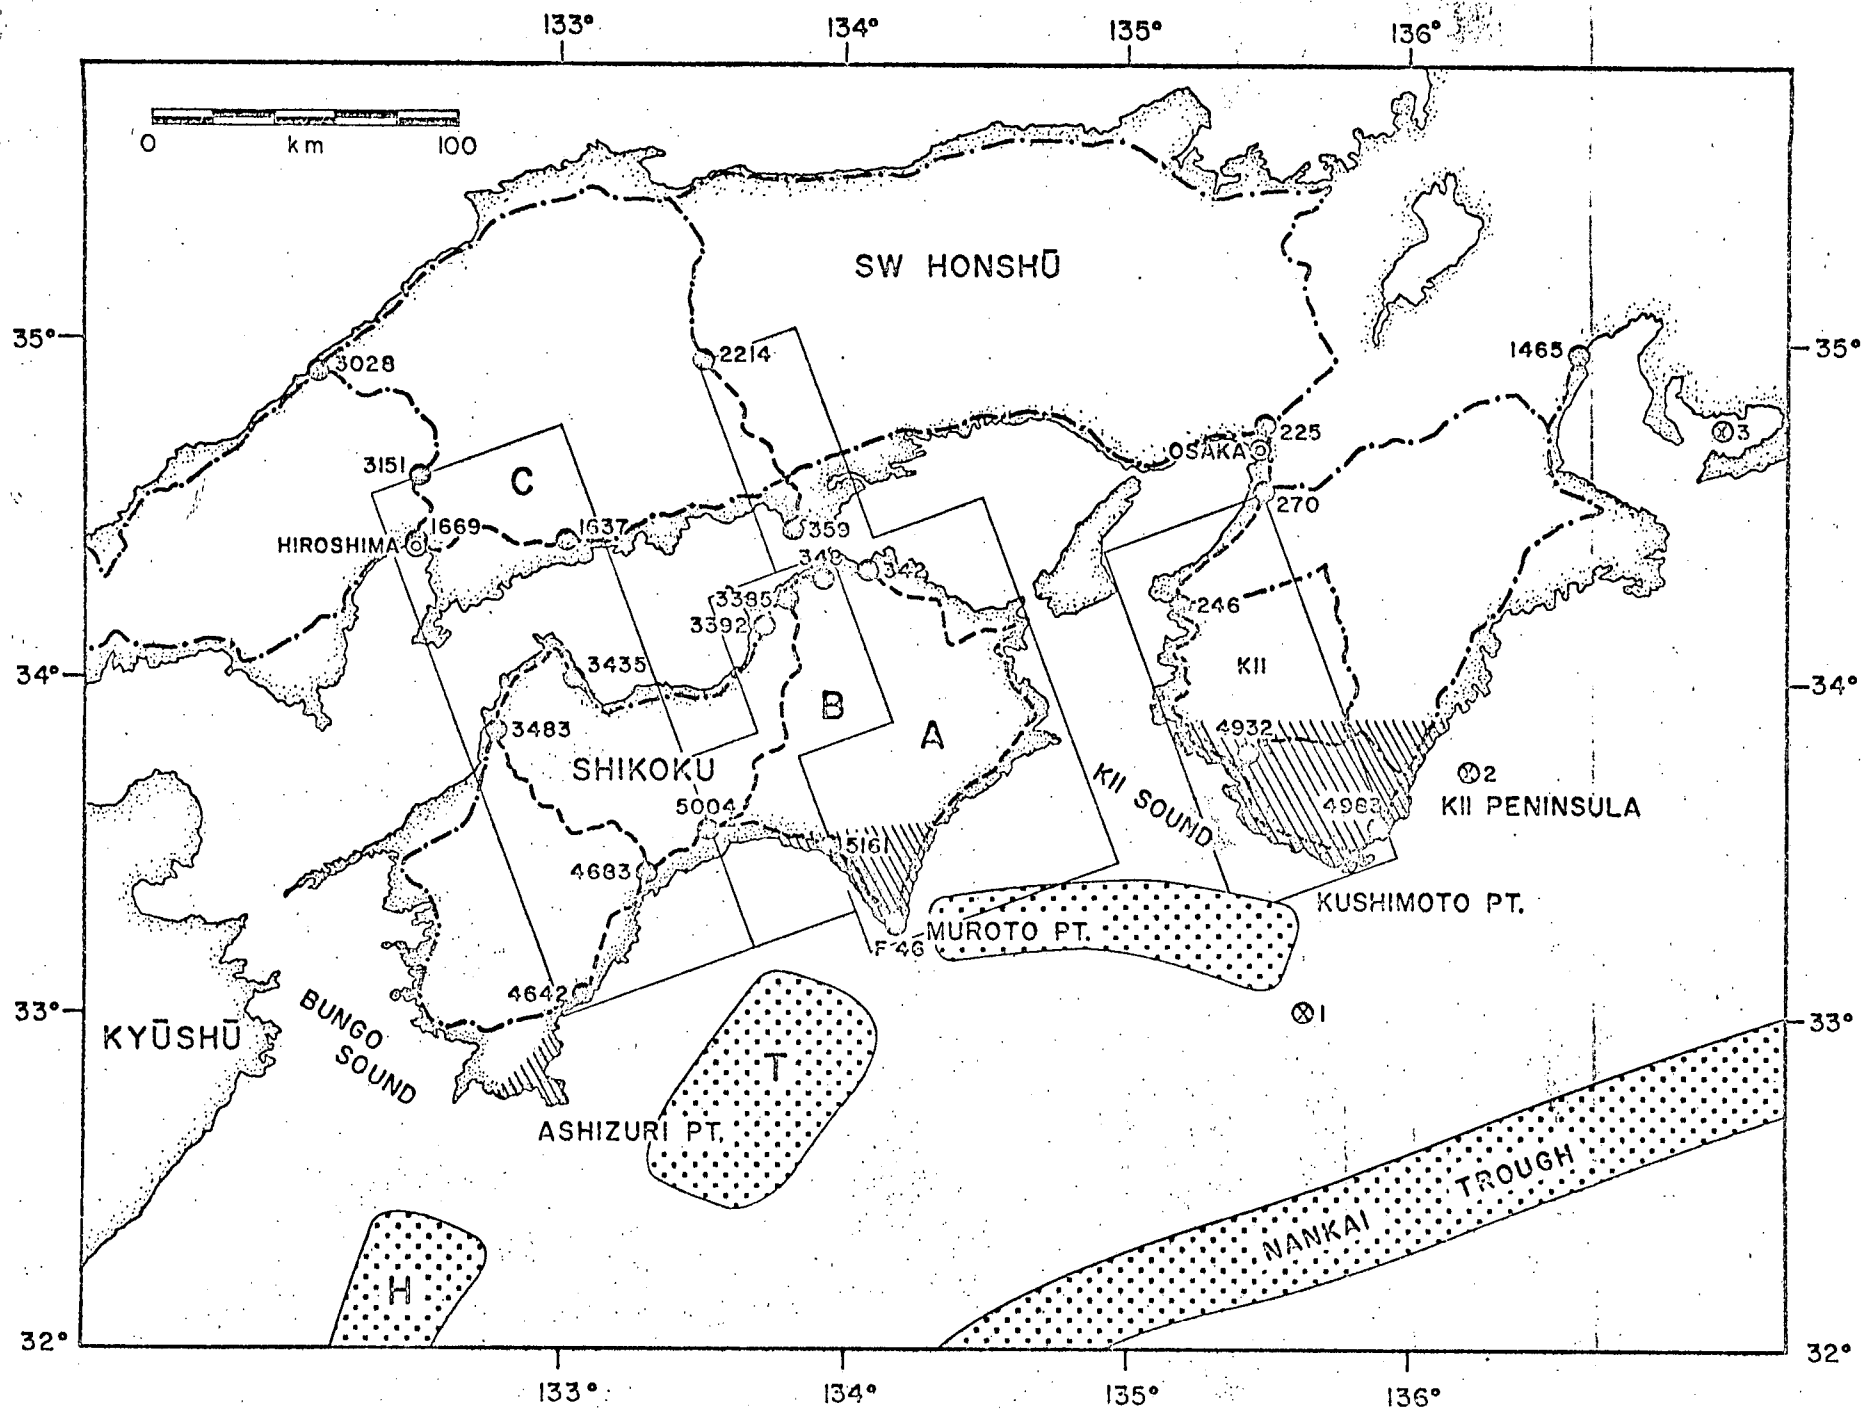 133° 134° 135° 136°
0 km 100
SW HONSHŪ
35° 35°
3028
2214
1465
3151
C
225
OSAKA
3
270
1669
1637
HIROSHIMA
359
348
342
3385
3392
246
3435
KII
34° 34°
3483
B
A
4932
SHIKOKU
2
5004
KII SOUND
4983
KII PENINSULA
5161
4683
KUSHIMOTO PT.
MUROTO PT.
F 46
4642
BUNGO SOUND
33° 33°
1
KYŪSHŪ
T
ASHIZURI PT.
NANKAI TROUGH
H
32° 32°
133° 134° 135° 136°